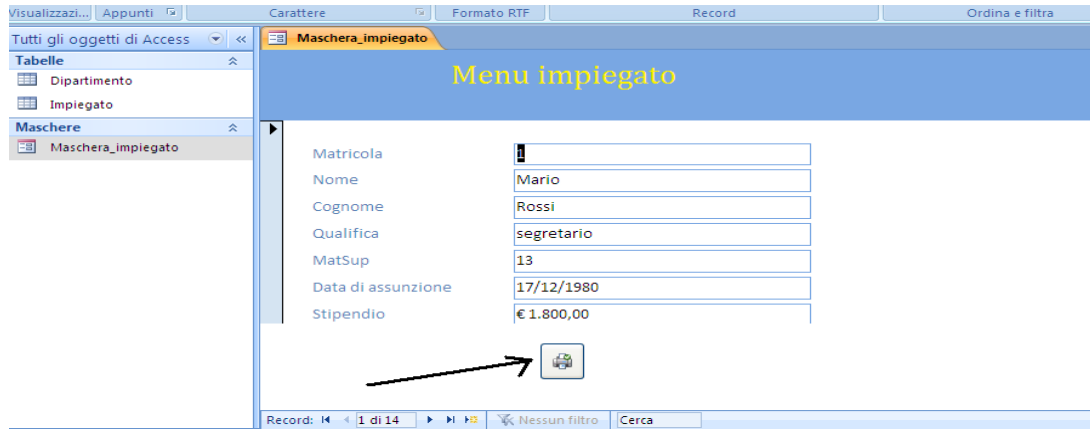 Visualizzazi... Appunti Carattere Formato RTF Record Ordina e filtra
Tutti gli oggetti di Access
Maschera_impiegato
Tabelle
Dipartimento
Impiegato
Maschere
Maschera_impiegato
Menu impiegato
Matricola 1
Nome Mario
Cognome Rossi
Qualifica segretario
MatSup 13
Data di assunzione 17/12/1980
Stipendio € 1.800,00
Record: 1 di 14 Nessun filtro Cerca